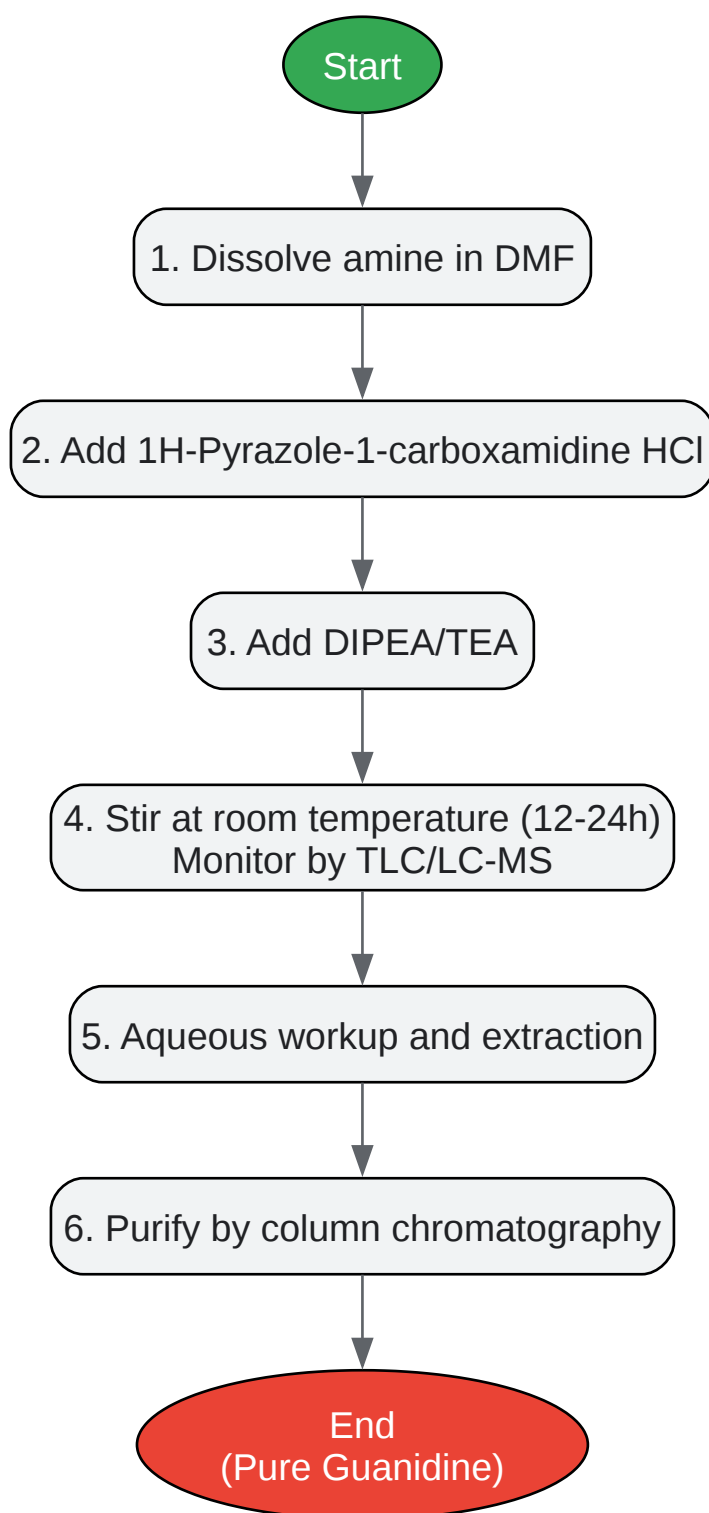 Start
1. Dissolve amine in DMF
2. Add 1H-Pyrazole-1-carboxamidine HCl
3. Add DIPEA/TEA
4. Stir at room temperature (12-24h)
Monitor by TLC/LC-MS
5. Aqueous workup and extraction
6. Purify by column chromatography
End
(Pure Guanidine)